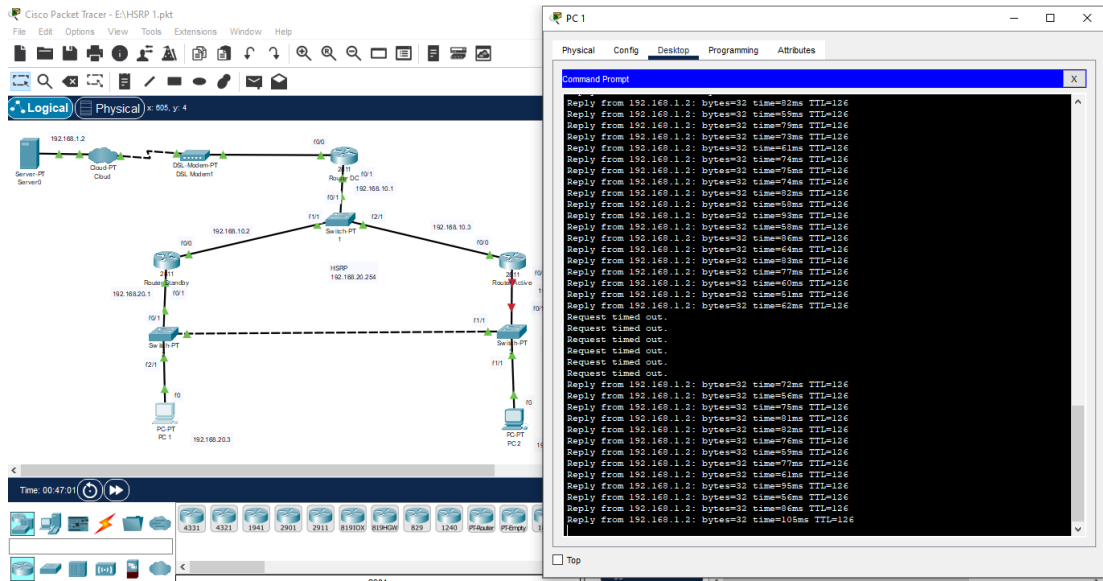 Cisco Packet Tracer - E:\HSRP 1.pkt
File Edit Options View Tools Extensions Window Help
Logical
Physical
x: 605, y: 4
192.168.1.2
Server-PT
Server0
Cloud-PT
Cloud
DSL-Modem-PT
DSL Modem1
f0/0
2811
Router DC
f0/1
192.168.10.1
f0/1
f1/1
f2/1
Switch-PT
1
192.168.10.2
192.168.10.3
f0/0
f0/0
2811
Router Standby
HSRP
192.168.20.254
2811
Router Active
192.168.20.1
f0/1
f0/1
f1/1
Switch-PT
Switch-PT
f2/1
f1/1
f0
f0
PC-PT
PC 1
192.168.20.3
PC-PT
PC 2
Time: 00:47:01
4331 4321 1941 2901 2911 819IOX 819HGW 829 1240 PT-Router PT-Empty
PC 1
Physical Config Desktop Programming Attributes
Command Prompt
X
Reply from 192.168.1.2: bytes=32 time=82ms TTL=126
Reply from 192.168.1.2: bytes=32 time=59ms TTL=126
Reply from 192.168.1.2: bytes=32 time=79ms TTL=126
Reply from 192.168.1.2: bytes=32 time=73ms TTL=126
Reply from 192.168.1.2: bytes=32 time=61ms TTL=126
Reply from 192.168.1.2: bytes=32 time=74ms TTL=126
Reply from 192.168.1.2: bytes=32 time=75ms TTL=126
Reply from 192.168.1.2: bytes=32 time=74ms TTL=126
Reply from 192.168.1.2: bytes=32 time=82ms TTL=126
Reply from 192.168.1.2: bytes=32 time=58ms TTL=126
Reply from 192.168.1.2: bytes=32 time=93ms TTL=126
Reply from 192.168.1.2: bytes=32 time=58ms TTL=126
Reply from 192.168.1.2: bytes=32 time=86ms TTL=126
Reply from 192.168.1.2: bytes=32 time=64ms TTL=126
Reply from 192.168.1.2: bytes=32 time=83ms TTL=126
Reply from 192.168.1.2: bytes=32 time=77ms TTL=126
Reply from 192.168.1.2: bytes=32 time=60ms TTL=126
Reply from 192.168.1.2: bytes=32 time=51ms TTL=126
Reply from 192.168.1.2: bytes=32 time=62ms TTL=126
Request timed out.
Request timed out.
Request timed out.
Request timed out.
Request timed out.
Request timed out.
Reply from 192.168.1.2: bytes=32 time=72ms TTL=126
Reply from 192.168.1.2: bytes=32 time=56ms TTL=126
Reply from 192.168.1.2: bytes=32 time=75ms TTL=126
Reply from 192.168.1.2: bytes=32 time=81ms TTL=126
Reply from 192.168.1.2: bytes=32 time=82ms TTL=126
Reply from 192.168.1.2: bytes=32 time=76ms TTL=126
Reply from 192.168.1.2: bytes=32 time=59ms TTL=126
Reply from 192.168.1.2: bytes=32 time=77ms TTL=126
Reply from 192.168.1.2: bytes=32 time=61ms TTL=126
Reply from 192.168.1.2: bytes=32 time=95ms TTL=126
Reply from 192.168.1.2: bytes=32 time=56ms TTL=126
Reply from 192.168.1.2: bytes=32 time=86ms TTL=126
Reply from 192.168.1.2: bytes=32 time=105ms TTL=126
Top